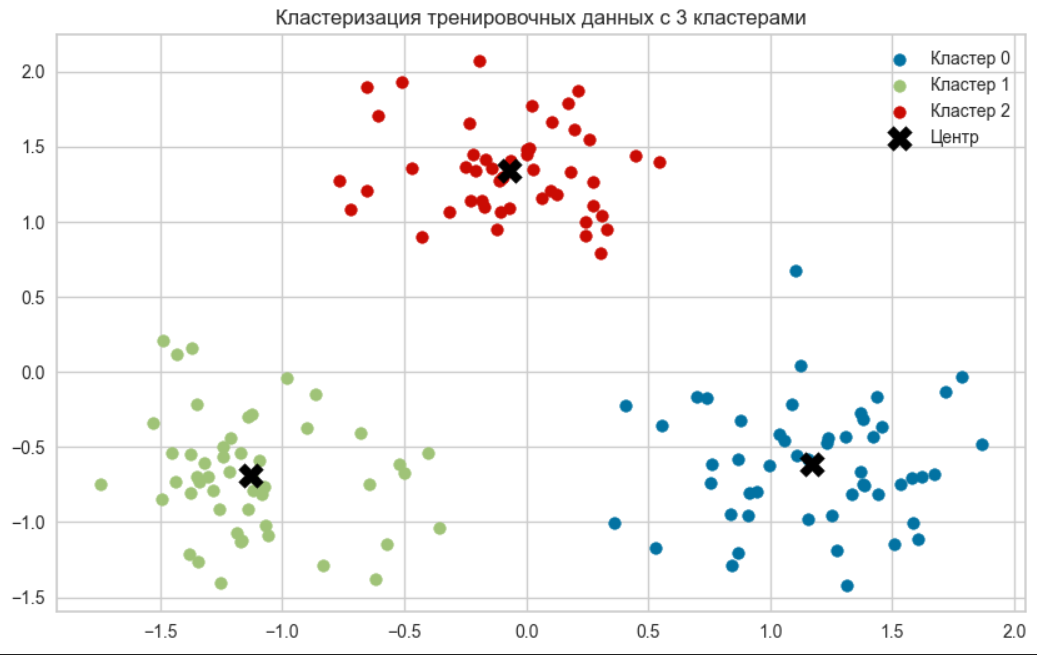 Кластеризация тренировочных данных с 3 кластерами
Кластер 0
Кластер 1
Кластер 2
Центр
2.0
1.5
1.0
0.5
0.0
−0.5
−1.0
−1.5
−1.5 −1.0 −0.5 0.0 0.5 1.0 1.5 2.0